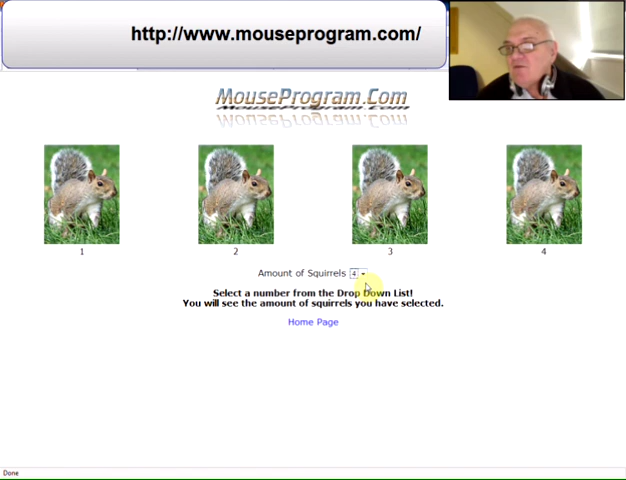 http://www.mouseprogram.com/
MouseProgram.Com
1 2 3 4
Amount of Squirrels 4
Select a number from the Drop Down List!
You will see the amount of squirrels you have selected.
Home Page
Done